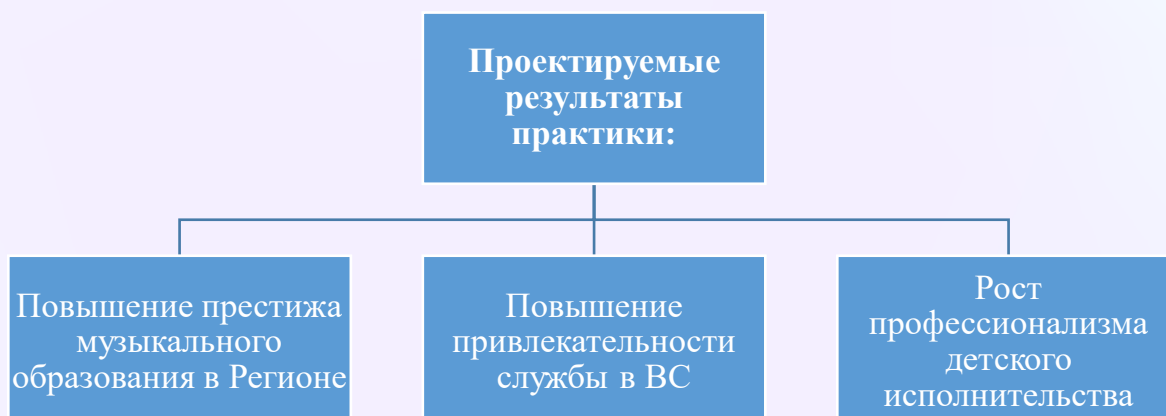 Проектируемые
результаты
практики:
Повышение престижа
музыкального
образования в Регионе
Повышение
привлекательности
службы в ВС
Рост
профессионализма
детского
исполнительства